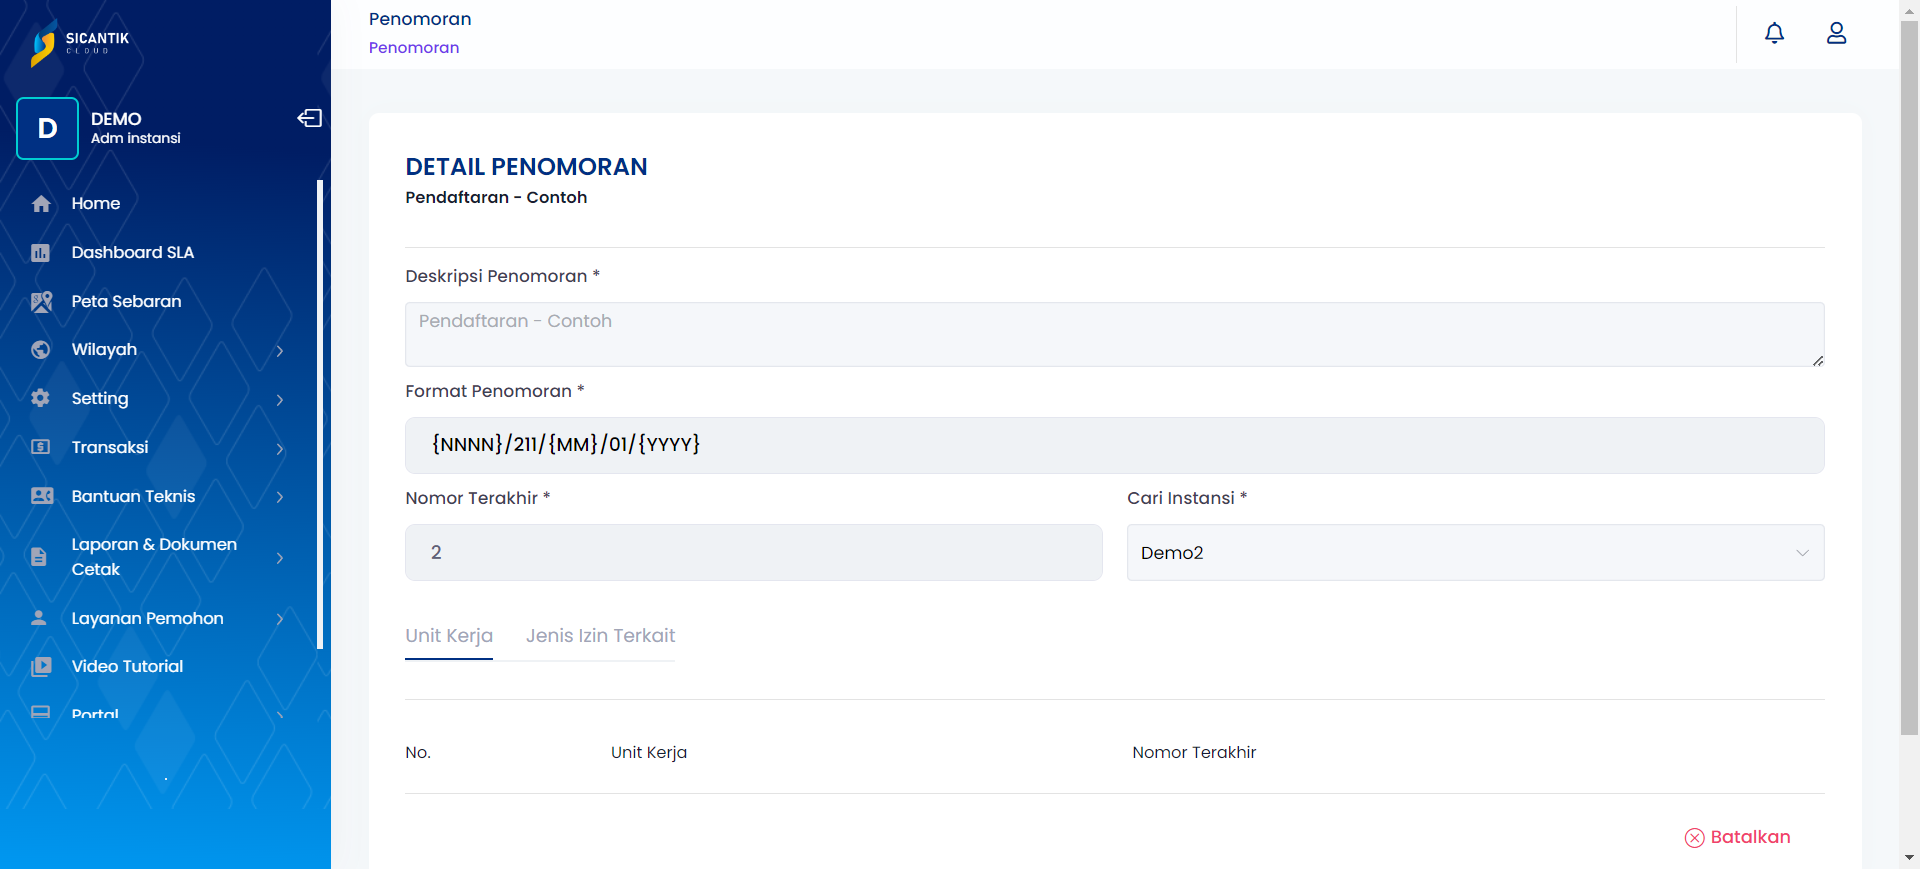 SICANTIK
CLOUD
D
DEMO
Adm instansi
Home
Dashboard SLA
Peta Sebaran
Wilayah
Setting
Transaksi
Bantuan Teknis
Laporan & Dokumen
Cetak
Layanan Pemohon
Video Tutorial
Portal
.
Penomoran
Penomoran
DETAIL PENOMORAN
Pendaftaran - Contoh
Deskripsi Penomoran *
Pendaftaran - Contoh
Format Penomoran *
{NNNN}/211/{MM}/01/{YYYY}
Nomor Terakhir * Cari Instansi *
2 Demo2
Unit Kerja Jenis Izin Terkait
No. Unit Kerja Nomor Terakhir
Batalkan